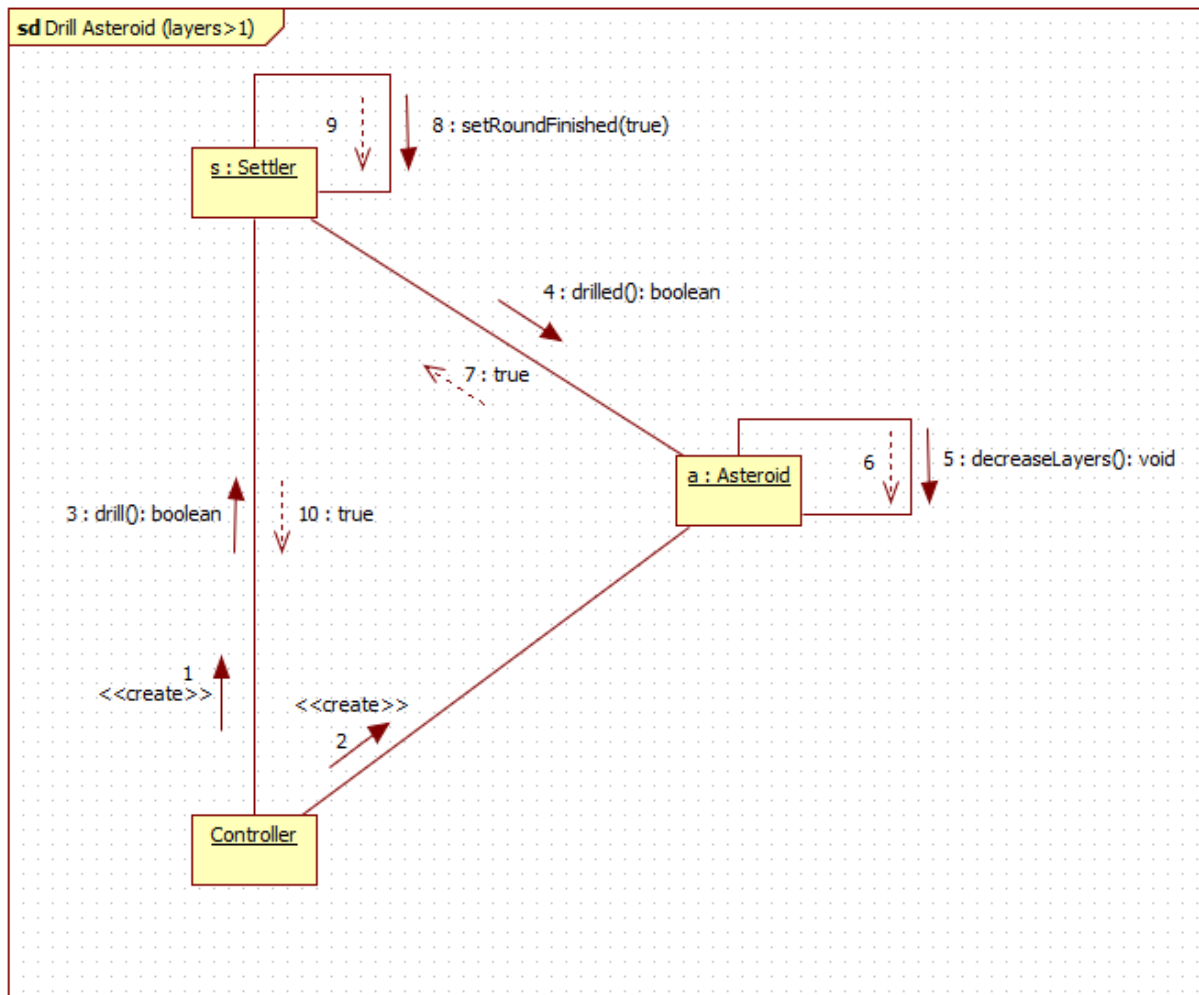 sd Drill Asteroid (layers>1)
9
8 : setRoundFinished(true)
s : Settler
4 : drilled(): boolean
7 : true
6
5 : decreaseLayers(): void
a : Asteroid
3 : drill(): boolean
10 : true
1
<<create>>
<<create>>
2
Controller